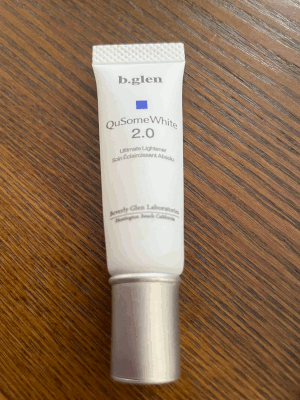 b.glen
QuSomeWhite
2.0
Ultimate Lightener
Soin Éclaircissant Absolu
Beverly Glen Laboratories
Huntington Beach California